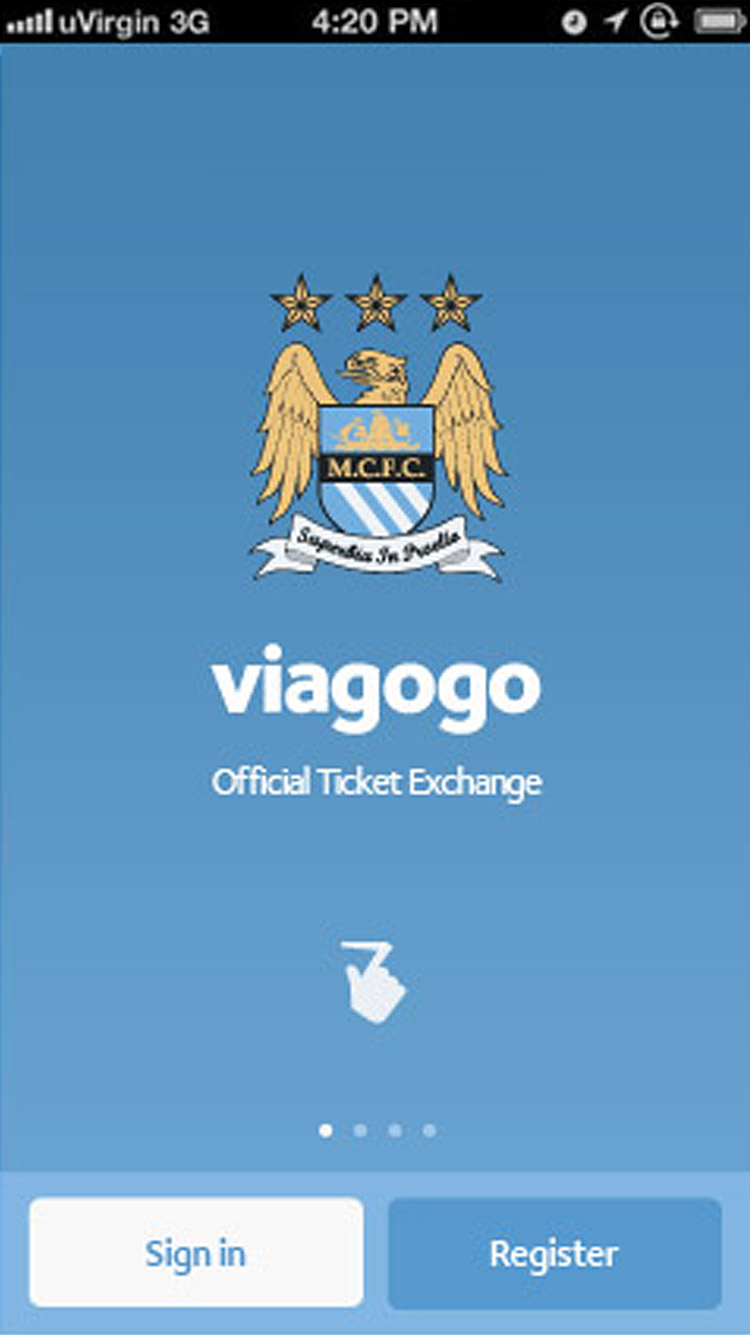 uVirgin 3G 4:20 PM
M.C.F.C.
Superbia In Proelio
viagogo
Official Ticket Exchange
Sign in Register